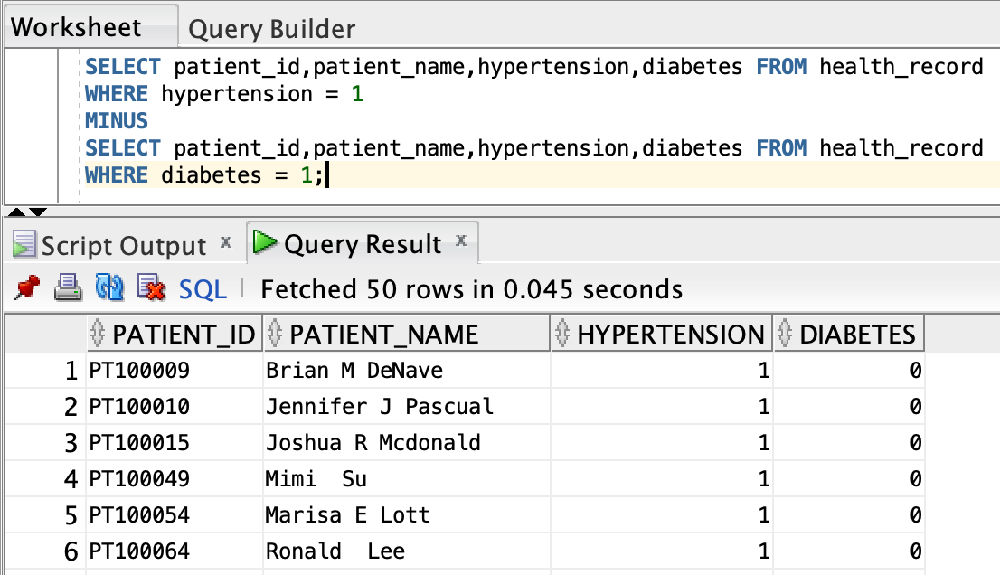 Worksheet Query Builder
SELECT patient_id,patient_name,hypertension,diabetes FROM health_record
WHERE hypertension = 1
MINUS
SELECT patient_id,patient_name,hypertension,diabetes FROM health_record
WHERE diabetes = 1;
Script Output x Query Result x
SQL | Fetched 50 rows in 0.045 seconds
PATIENT_ID PATIENT_NAME HYPERTENSION DIABETES
1 PT100009 Brian M DeNave 1 0
2 PT100010 Jennifer J Pascual 1 0
3 PT100015 Joshua R Mcdonald 1 0
4 PT100049 Mimi  Su 1 0
5 PT100054 Marisa E Lott 1 0
6 PT100064 Ronald  Lee 1 0